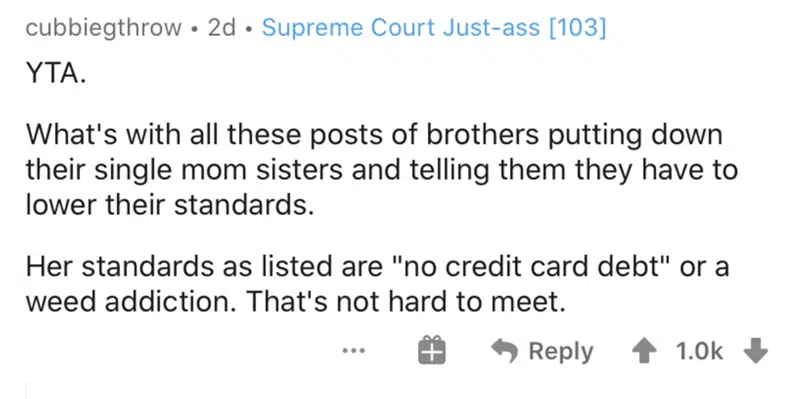 cubbiegthrow • 2d • Supreme Court Just-ass [103]
YTA.
What's with all these posts of brothers putting down
their single mom sisters and telling them they have to
lower their standards.
Her standards as listed are "no credit card debt" or a
weed addiction. That's not hard to meet.
... Reply 1.0k